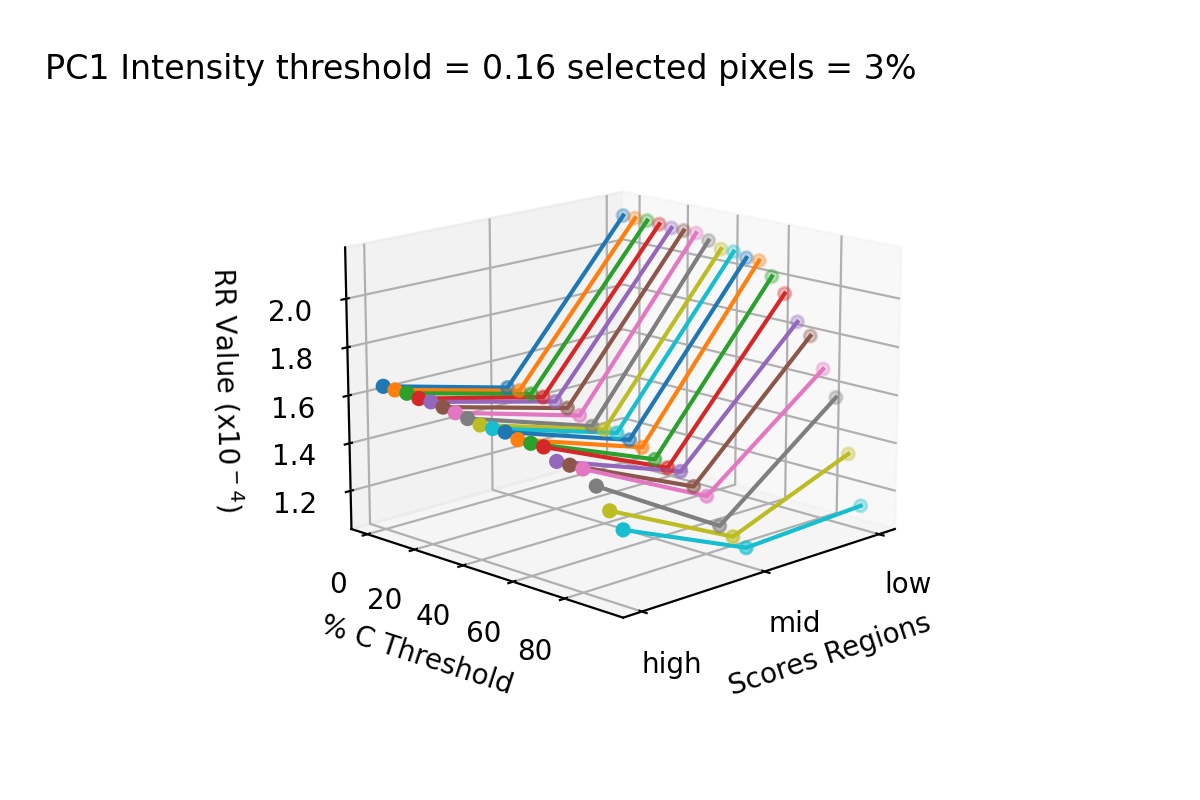 PC1 Intensity threshold = 0.16 selected pixels = 3%
RR Value (x10⁻⁴)
2.0
1.8
1.6
1.4
1.2
0
20
40
60
80
% C Threshold
high
mid
low
Scores Regions